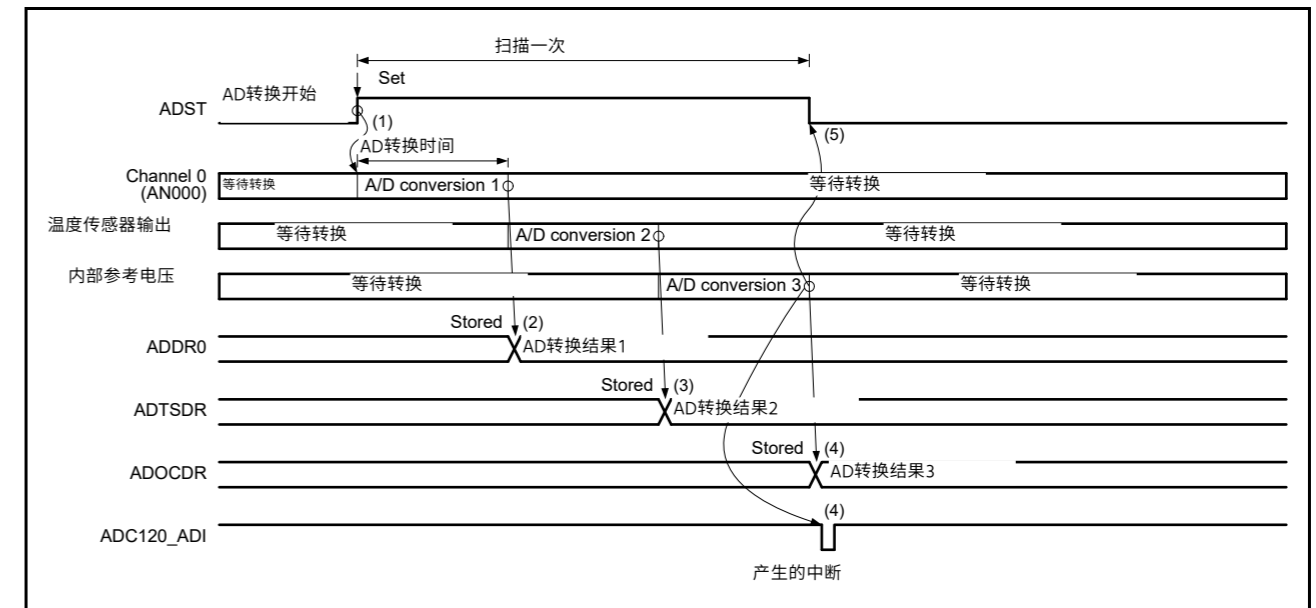 扫描一次
Set
AD转换开始
ADST
(1)
(5)
AD转换时间
Channel 0
(AN000)
等待转换
A/D conversion 1
等待转换
温度传感器输出
等待转换
A/D conversion 2
等待转换
内部参考电压
等待转换
A/D conversion 3
等待转换
Stored
(2)
ADDR0
AD转换结果1
Stored
(3)
ADTSDR
AD转换结果2
Stored
(4)
ADOCDR
AD转换结果3
(4)
ADC120_ADI
产生的中断